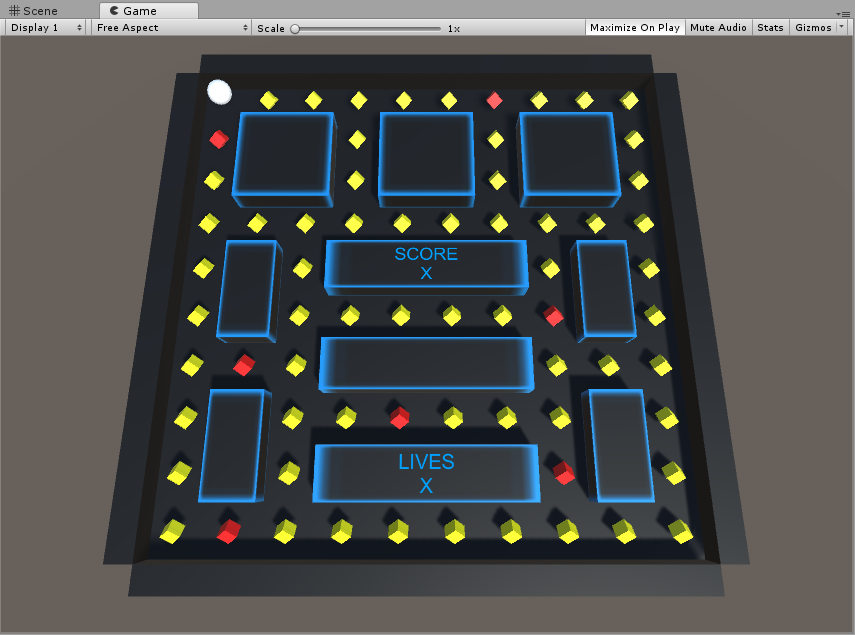 Scene
Game
Display 1
Free Aspect
Scale
1x
Maximize On Play
Mute Audio
Stats
Gizmos
SCORE
X
LIVES
X